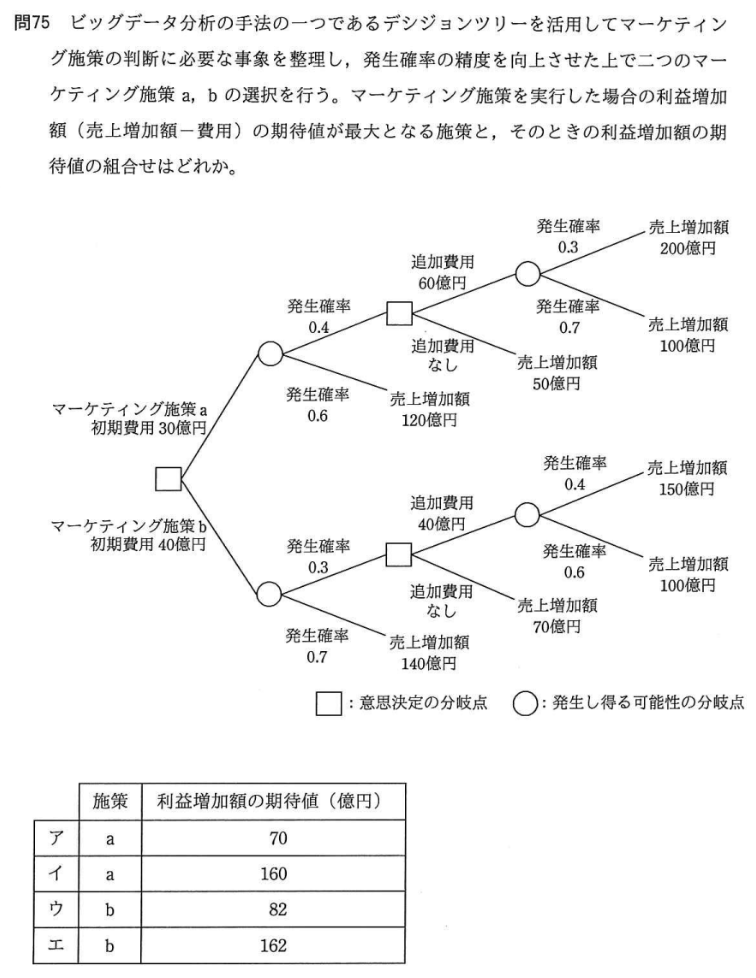 問75 ビッグデータ分析の手法の一つであるデシジョンツリーを活用してマーケティン
グ施策の判断に必要な事象を整理し，発生確率の精度を向上させた上で二つのマー
ケティング施策 a，b の選択を行う。マーケティング施策を実行した場合の利益増加
額（売上増加額－費用）の期待値が最大となる施策と，そのときの利益増加額の期
待値の組合せはどれか。
発生確率
0.3
売上増加額
200億円
追加費用
60億円
発生確率
0.7
売上増加額
100億円
発生確率
0.4
追加費用
なし
売上増加額
50億円
発生確率
0.6
売上増加額
120億円
マーケティング施策 a
初期費用 30億円
マーケティング施策 b
初期費用 40億円
発生確率
0.4
売上増加額
150億円
追加費用
40億円
発生確率
0.6
売上増加額
100億円
発生確率
0.3
追加費用
なし
売上増加額
70億円
発生確率
0.7
売上増加額
140億円
：意思決定の分岐点 ：発生し得る可能性の分岐点
施策 利益増加額の期待値（億円）
ア a 70
イ a 160
ウ b 82
エ b 162